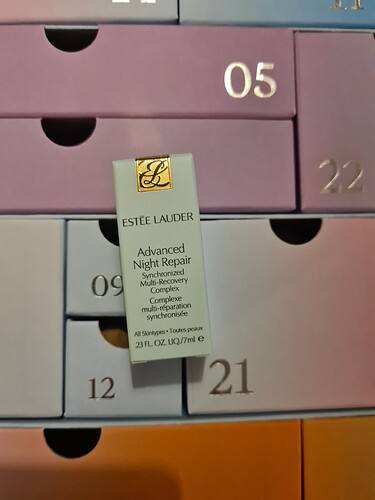 11
05
22
ESTĒE LAUDER
Advanced
Night Repair
Synchronized
Multi-Recovery
Complex
Complexe
multi-réparation
synchronisée
All Skintypes • Toutes peaux
.23 FL. OZ. LIQ./7ml e
09
12
21